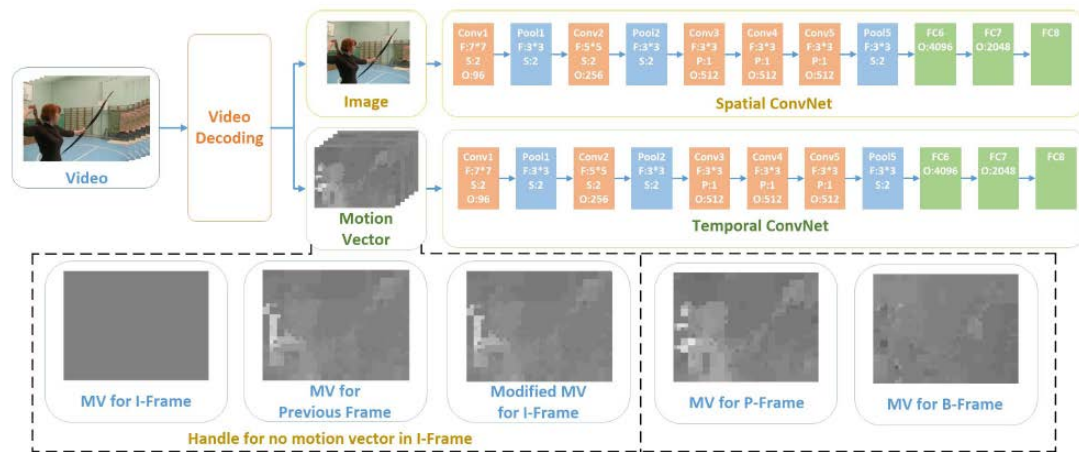 Video
Video
Decoding
Image
Conv1
F:7*7
S:2
O:96
Pool1
F:3*3
S:2
Conv2
F:5*5
S:2
O:256
Pool2
F:3*3
S:2
Conv3
F:3*3
P:1
O:512
Conv4
F:3*3
P:1
O:512
Conv5
F:3*3
P:1
O:512
Pool5
F:3*3
S:2
FC6
O:4096
FC7
O:2048
FC8
Spatial ConvNet
Motion
Vector
Conv1
F:7*7
S:2
O:96
Pool1
F:3*3
S:2
Conv2
F:5*5
S:2
O:256
Pool2
F:3*3
S:2
Conv3
F:3*3
P:1
O:512
Conv4
F:3*3
P:1
O:512
Conv5
F:3*3
P:1
O:512
Pool5
F:3*3
S:2
FC6
O:4096
FC7
O:2048
FC8
Temporal ConvNet
MV for I-Frame
MV for
Previous Frame
Modified MV
for I-Frame
Handle for no motion vector in I-Frame
MV for P-Frame
MV for B-Frame